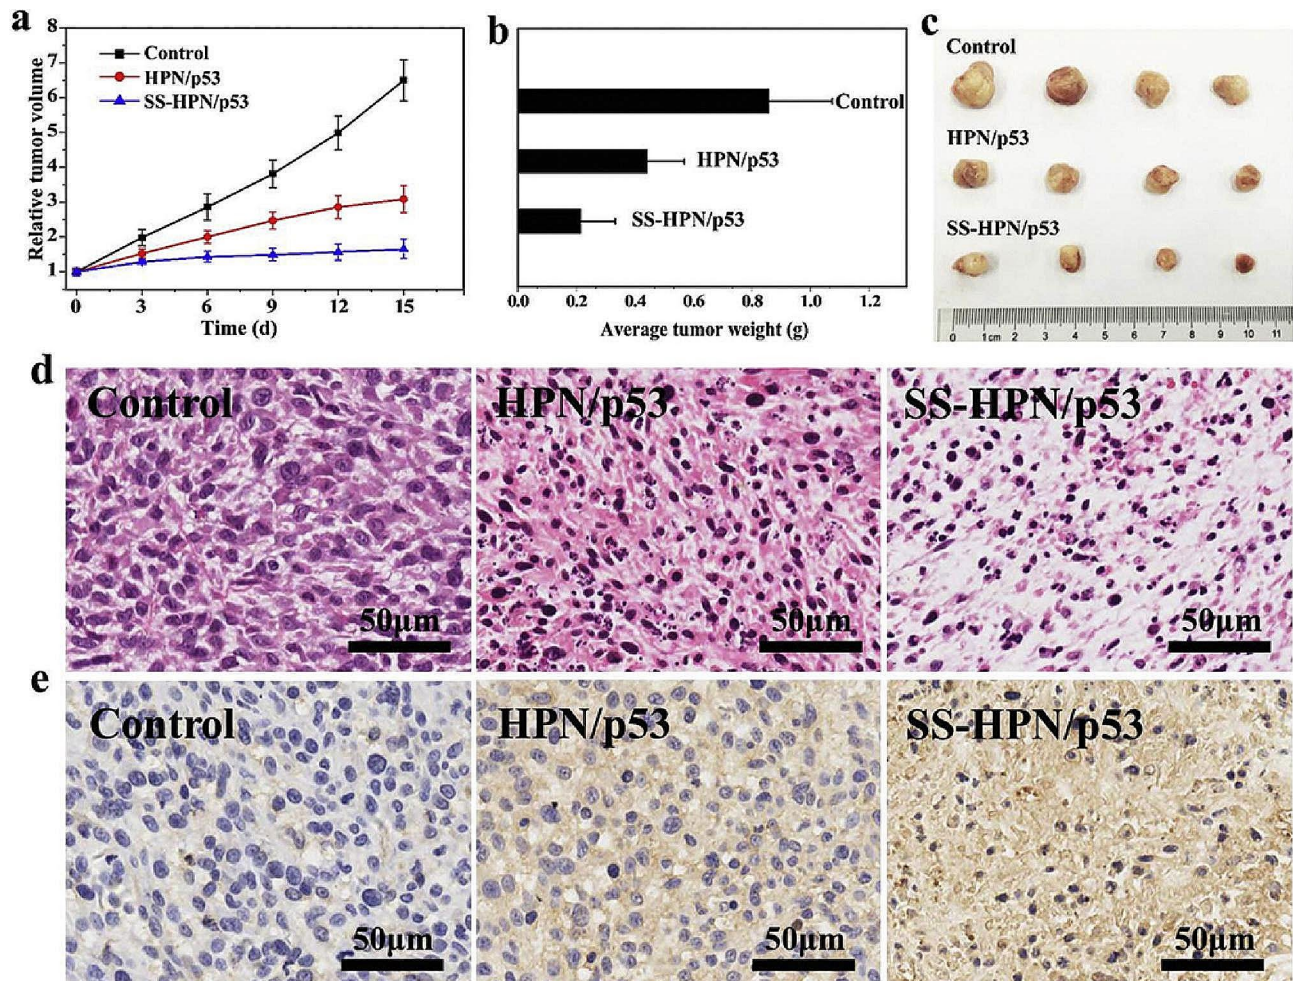 a
8
7
6
5
4
3
2
1
Relative tumor volume
Control
HPN/p53
SS-HPN/p53
0 3 6 9 12 15
Time (d)
b
Control
HPN/p53
SS-HPN/p53
0.0 0.2 0.4 0.6 0.8 1.0 1.2
Average tumor weight (g)
c
Control
HPN/p53
SS-HPN/p53
0 1cm 2 3 4 5 6 7 8 9 10 11
d
Control
HPN/p53
SS-HPN/p53
50μm
50μm
50μm
e
Control
HPN/p53
SS-HPN/p53
50μm
50μm
50μm